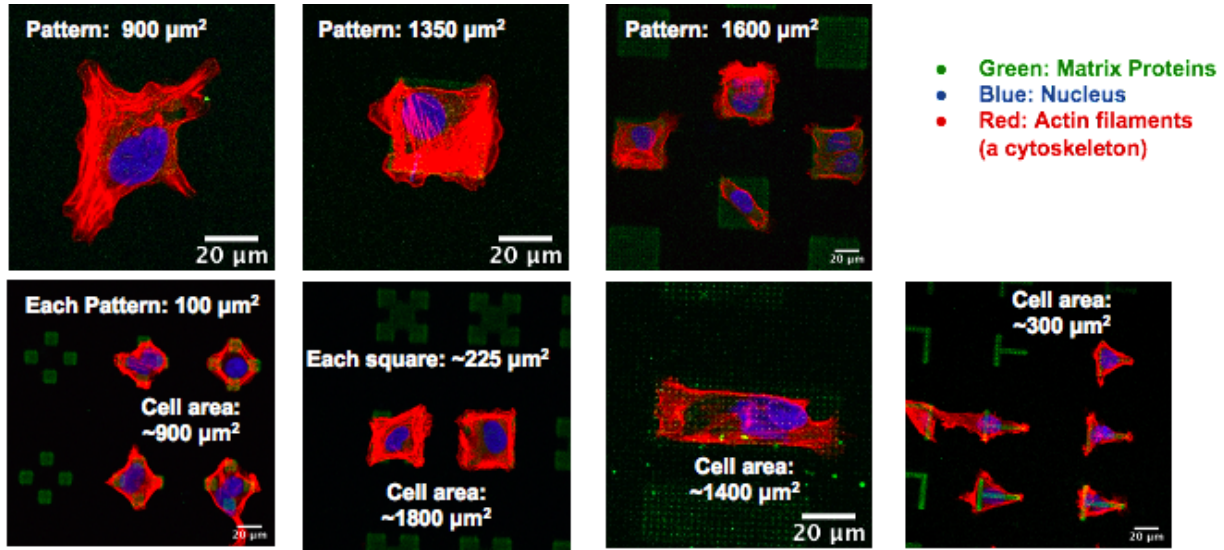 Pattern: 900 µm²
20 µm
Pattern: 1350 µm²
20 µm
Pattern: 1600 µm²
20 µm
• Green: Matrix Proteins
• Blue: Nucleus
• Red: Actin filaments
(a cytoskeleton)
Each Pattern: 100 µm²
Cell area:
~900 µm²
20 µm
Each square: ~225 µm²
Cell area:
~1800 µm²
Cell area:
~1400 µm²
20 µm
Cell area:
~300 µm²
20 µm